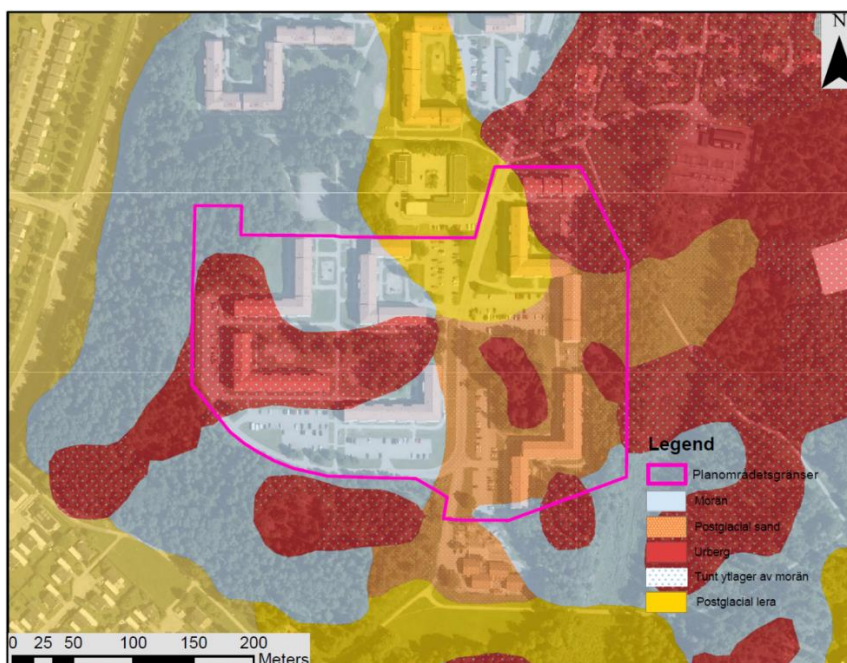 N
Legend
Planområdetsgränser
Morän
Postglacial sand
Urberg
Tunt ytlager av morän
Postglacial lera
0 25 50 100 150 200
Meters